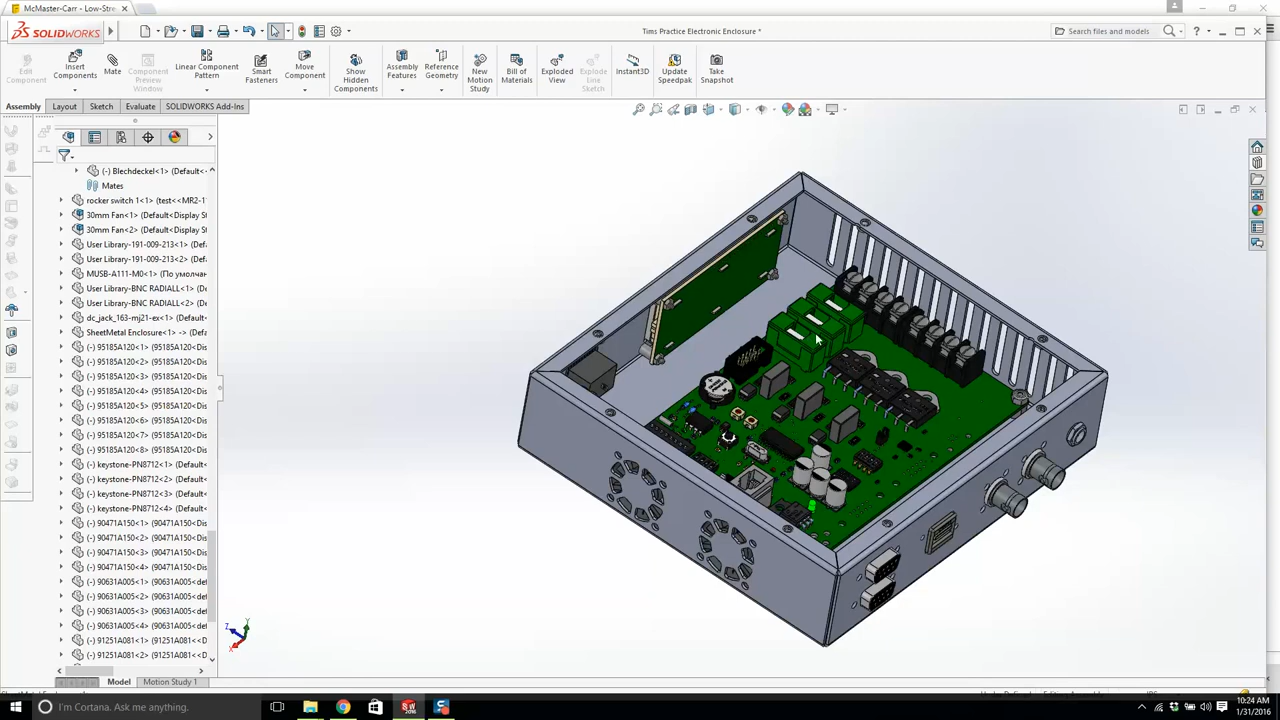 McMaster-Carr - Low-Stre
SOLIDWORKS
Tims Practice Electronic Enclosure *
Search files and models
Edit Component
Insert Components
Mate
Component Preview Window
Linear Component Pattern
Smart Fasteners
Move Component
Show Hidden Components
Assembly Features
Reference Geometry
New Motion Study
Bill of Materials
Exploded View
Explode Line Sketch
Instant3D
Update Speedpak
Take Snapshot
Assembly
Layout
Sketch
Evaluate
SOLIDWORKS Add-Ins
(-) Blechdeckel<1> (Default<
Mates
rocker switch 1<1> (test<<MR2-1
30mm Fan<1> (Default<Display St
30mm Fan<2> (Default<Display St
User Library-191-009-213<1> (Defa
User Library-191-009-213<2> (Defa
MUSB-A111-M0<1> (По умолчан
User Library-BNC RADIALL<1> (De
User Library-BNC RADIALL<2> (De
dc_jack_163-mj21-ex<1> (Default<
SheetMetal Enclosure<1> -> (Defa
(-) 95185A120<1> (95185A120<Dis
(-) 95185A120<2> (95185A120<Dis
(-) 95185A120<3> (95185A120<Dis
(-) 95185A120<4> (95185A120<Dis
(-) 95185A120<5> (95185A120<Dis
(-) 95185A120<6> (95185A120<Dis
(-) 95185A120<7> (95185A120<Dis
(-) 95185A120<8> (95185A120<Dis
(-) keystone-PN8712<1> (Default<
(-) keystone-PN8712<2> (Default<
(-) keystone-PN8712<3> (Default<
(-) keystone-PN8712<4> (Default<
(-) 90471A150<1> (90471A150<Dis
(-) 90471A150<2> (90471A150<Dis
(-) 90471A150<3> (90471A150<Dis
(-) 90471A150<4> (90471A150<Dis
(-) 90631A005<1> (90631A005<def
(-) 90631A005<2> (90631A005<def
(-) 90631A005<3> (90631A005<def
(-) 90631A005<4> (90631A005<def
(-) 91251A081<1> (91251A081<<D
(-) 91251A081<2> (91251A081<<D
Y
Z
X
Model
Motion Study 1
I'm Cortana. Ask me anything.
10:24 AM
1/31/2016